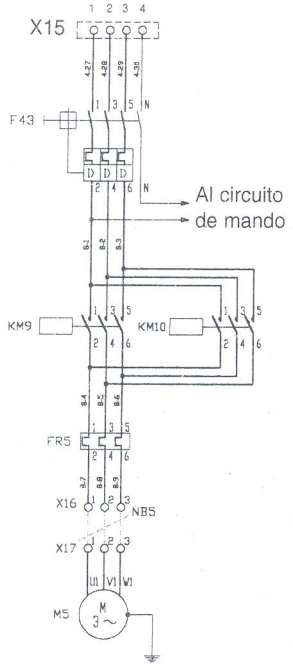 1 2 3 4
X15
4-27 4-28 4-29 4-30
F43
1 3 5 N
D D D
2 4 6 N
Al circuito
de mando
8-1 8-2 8-3
KM9
1 3 5
2 4 6
KM10
1 3 5
2 4 6
8-4 8-5 8-6
FR5
1 3 5
2 4 6
8-7 8-8 8-9
X16
1 2 3
NB5
X17
1 2 3
U1 V1 W1
M5
M
3 ~